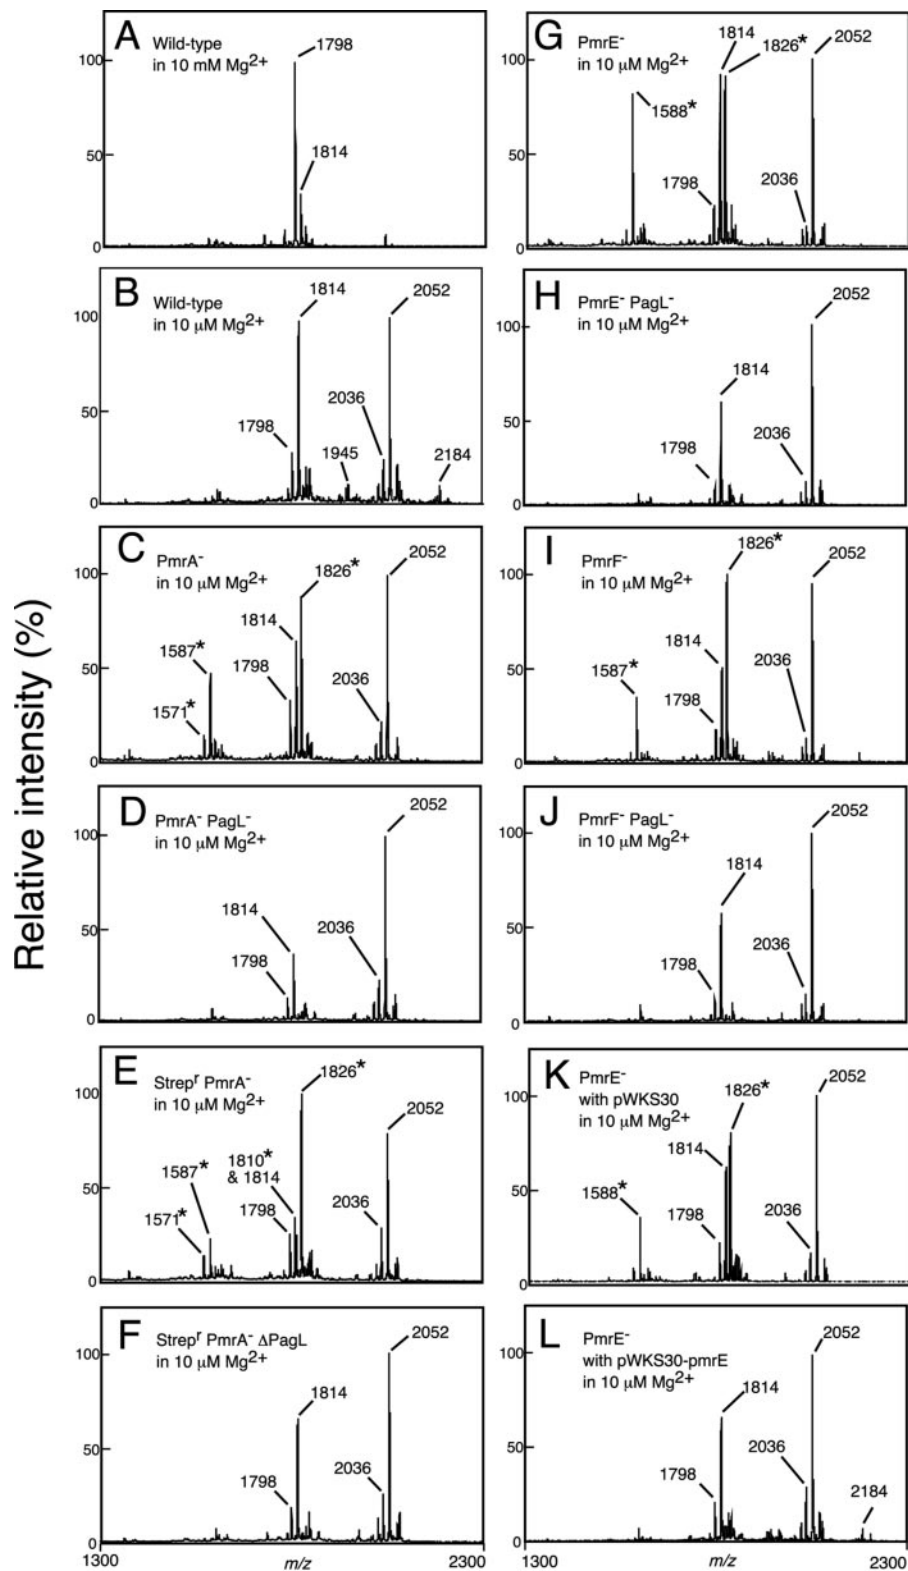 Relative intensity (%)
A
Wild-type
in 10 mM Mg2+
1798
1814
100
50
0
B
Wild-type
in 10 μM Mg2+
1814
2052
1798
1945
2036
2184
100
50
0
C
PmrA-
in 10 μM Mg2+
1826*
2052
1814
1587*
1798
2036
1571*
100
50
0
D
PmrA- PagL-
in 10 μM Mg2+
2052
1814
2036
1798
100
50
0
E
Strepr PmrA-
in 10 μM Mg2+
1826*
2052
1810*
& 1814
1587*
1798
2036
1571*
100
50
0
F
Strepr PmrA- ΔPagL
in 10 μM Mg2+
2052
1814
1798
2036
100
50
0
1300
m/z
2300
G
PmrE-
in 10 μM Mg2+
1814
1826*
2052
1588*
1798
2036
100
50
0
H
PmrE- PagL-
in 10 μM Mg2+
2052
1814
1798
2036
100
50
0
I
PmrF-
in 10 μM Mg2+
1826*
2052
1814
1587*
1798
2036
100
50
0
J
PmrF- PagL-
in 10 μM Mg2+
2052
1814
1798
2036
100
50
0
K
PmrE-
with pWKS30
in 10 μM Mg2+
2052
1826*
1814
1588*
1798
2036
100
50
0
L
PmrE-
with pWKS30-pmrE
in 10 μM Mg2+
2052
1814
1798
2036
2184
100
50
0
1300
m/z
2300